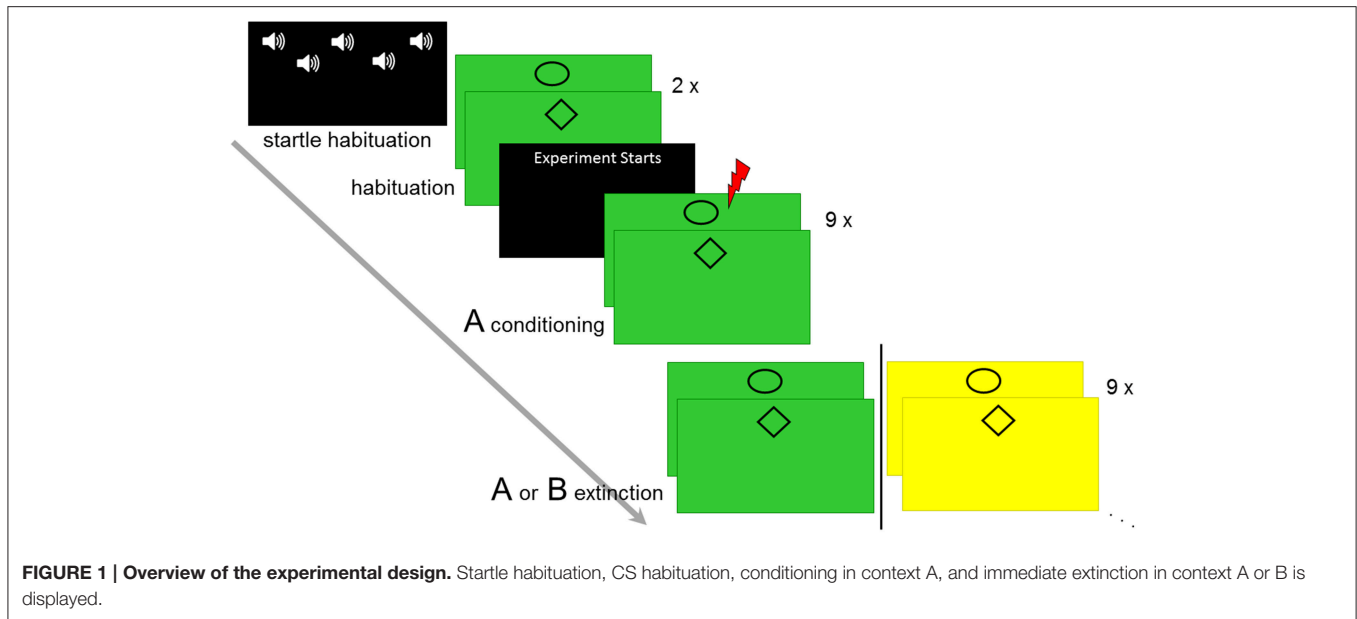 startle habituation
2 x
habituation
Experiment Starts
9 x
A conditioning
9 x
A or B extinction
. . .
FIGURE 1 | Overview of the experimental design. Startle habituation, CS habituation, conditioning in context A, and immediate extinction in context A or B is
displayed.